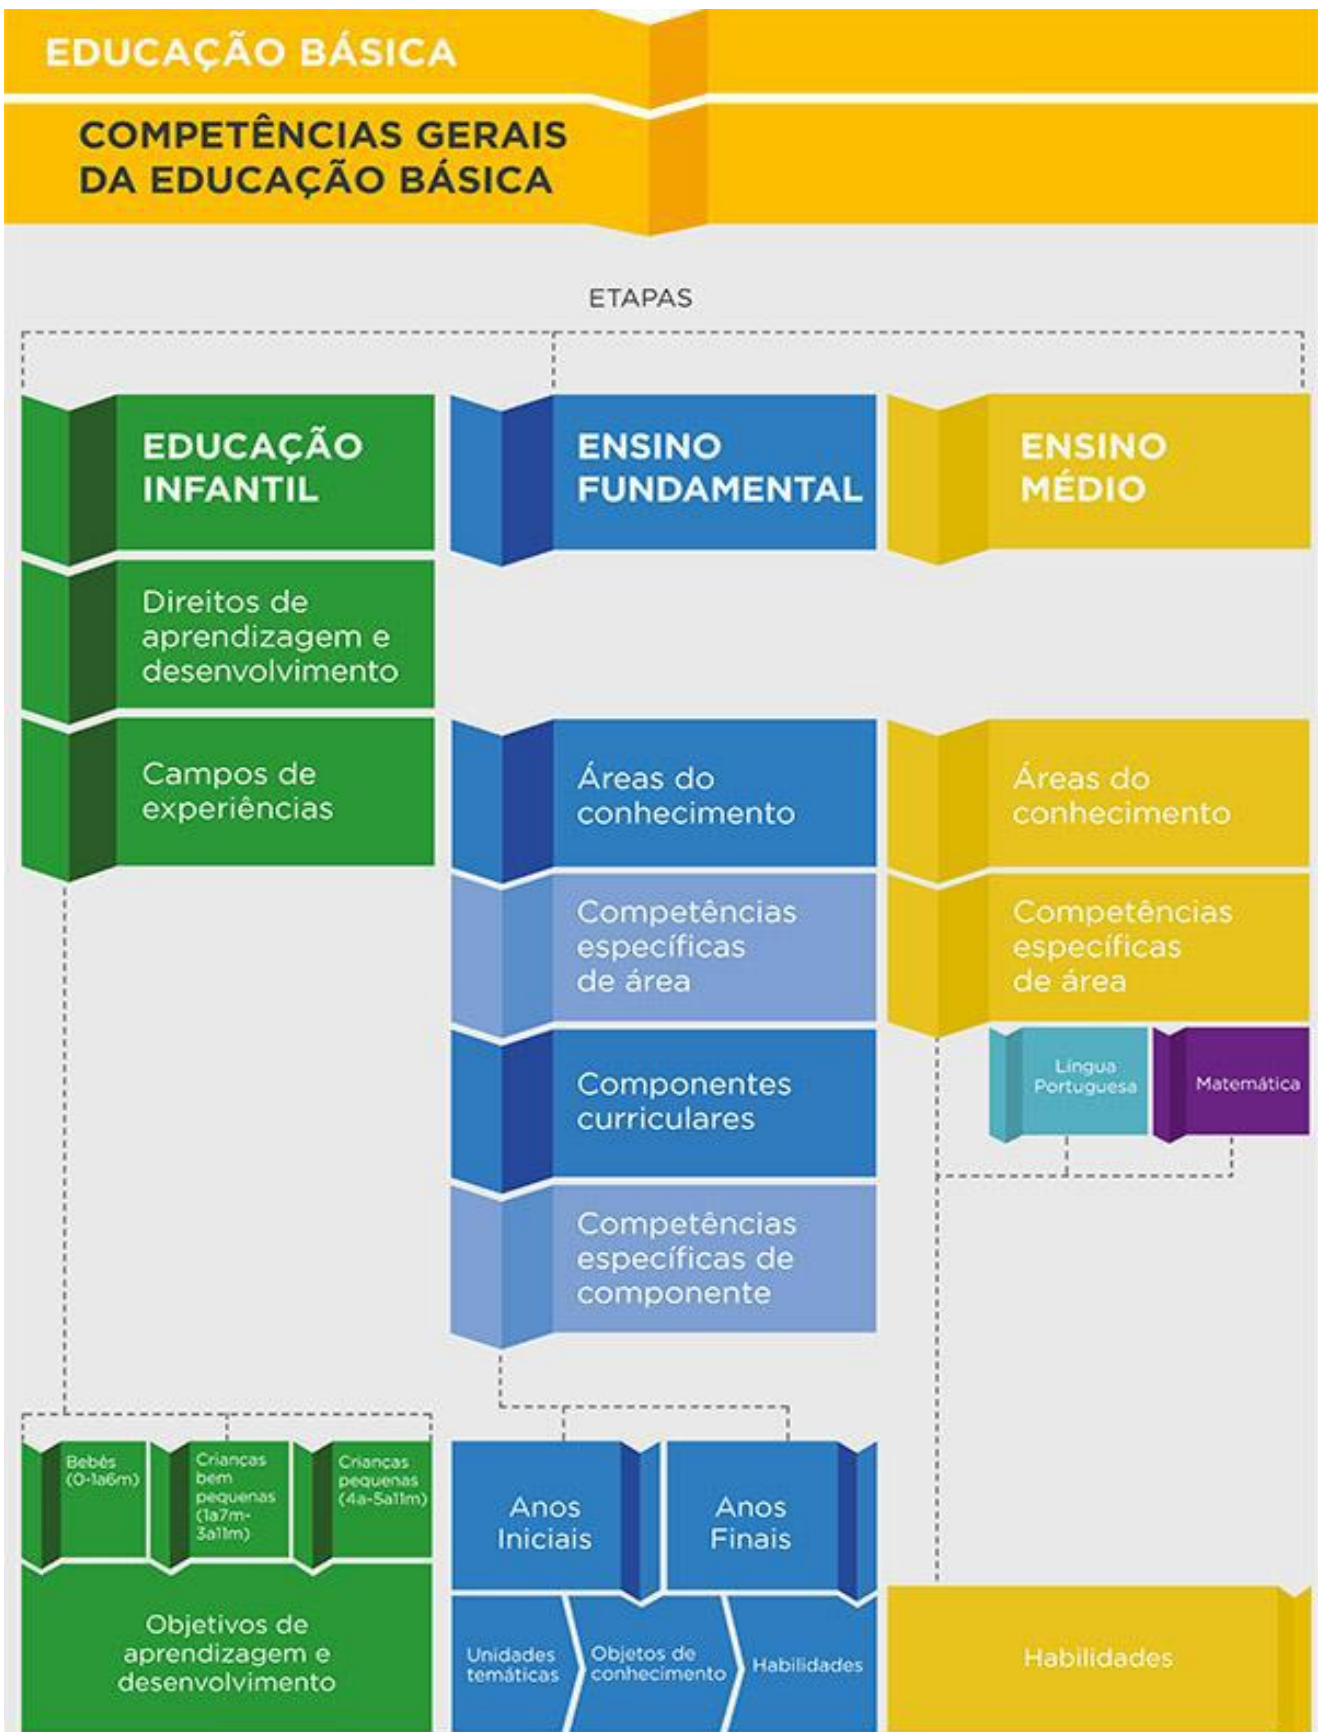 EDUCAÇÃO BÁSICA
COMPETÊNCIAS GERAIS
DA EDUCAÇÃO BÁSICA
ETAPAS
EDUCAÇÃO
INFANTIL
Direitos de
aprendizagem e
desenvolvimento
Campos de
experiências
Bebês
(0-1a6m)
Crianças
bem
pequenas
(1a7m-
3a11m)
Crianças
pequenas
(4a-5a11m)
Objetivos de
aprendizagem e
desenvolvimento
ENSINO
FUNDAMENTAL
Áreas do
conhecimento
Competências
específicas
de área
Componentes
curriculares
Competências
específicas de
componente
Anos
Iniciais
Anos
Finais
Unidades
temáticas
Objetos de
conhecimento
Habilidades
ENSINO
MÉDIO
Áreas do
conhecimento
Competências
específicas
de área
Língua
Portuguesa
Matemática
Habilidades